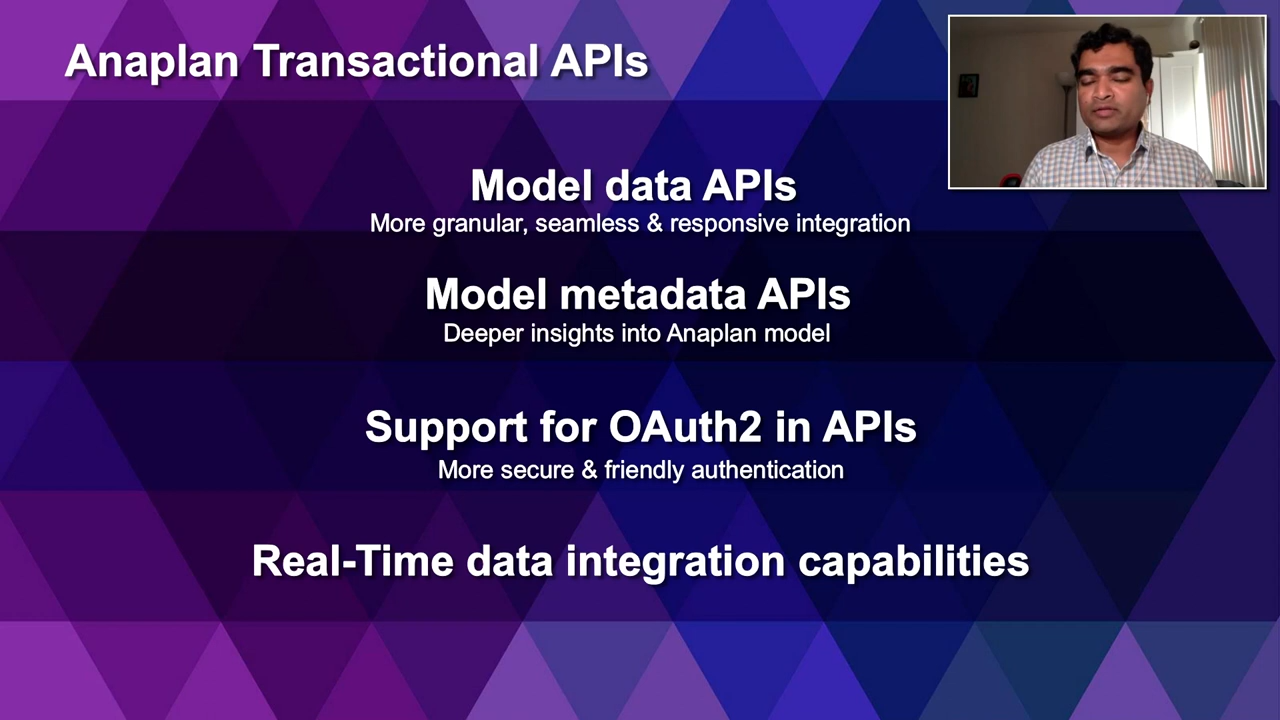 Anaplan Transactional APIs
Model data APIs
More granular, seamless & responsive integration
Model metadata APIs
Deeper insights into Anaplan model
Support for OAuth2 in APIs
More secure & friendly authentication
Real-Time data integration capabilities